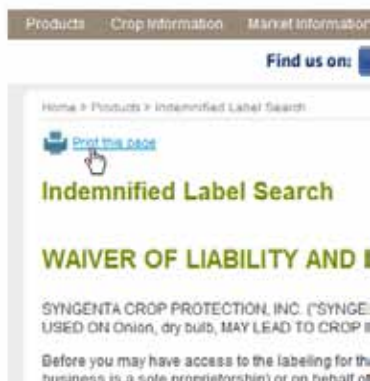 Products Crop Information Market Information
Find us on:
Home > Products > Indemnified Label Search
Print this page
Indemnified Label Search
WAIVER OF LIABILITY AND
SYNGENTA CROP PROTECTION, INC. ("SYNGE
USED ON Onion, dry bulb, MAY LEAD TO CROP I
Before you may have access to the labeling for th
business is a sole proprietorship) or on behalf of